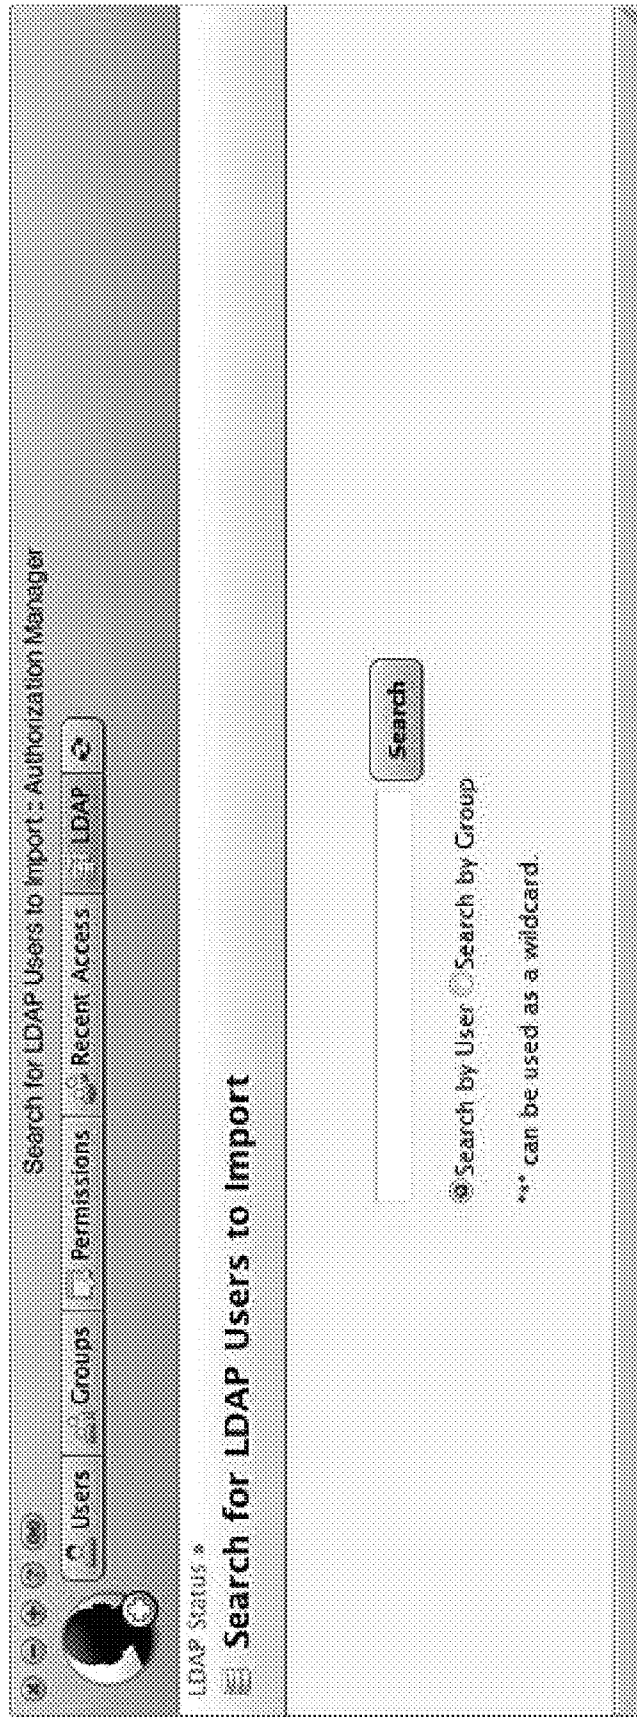 Search for LDAP Users to Import :: Authorization Manager
Users Groups Permissions Recent Access LDAP
LDAP Status »
Search for LDAP Users to Import
Search
Search by User Search by Group
"*" can be used as a wildcard.